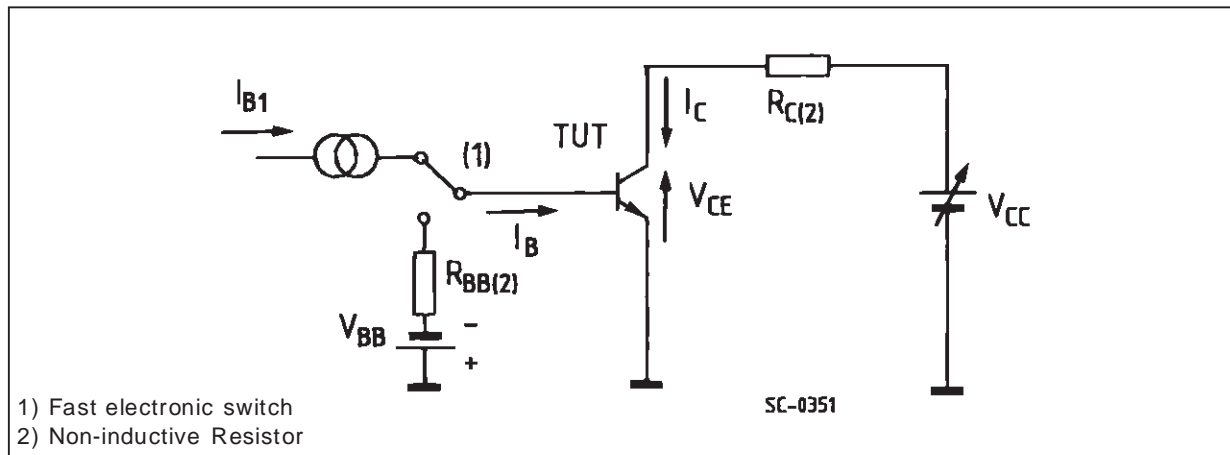 I_B1
(1)
TUT
I_C
R_C(2)
V_CE
V_CC
I_B
R_BB(2)
V_BB
−
+
SC-0351
1) Fast electronic switch
2) Non-inductive Resistor